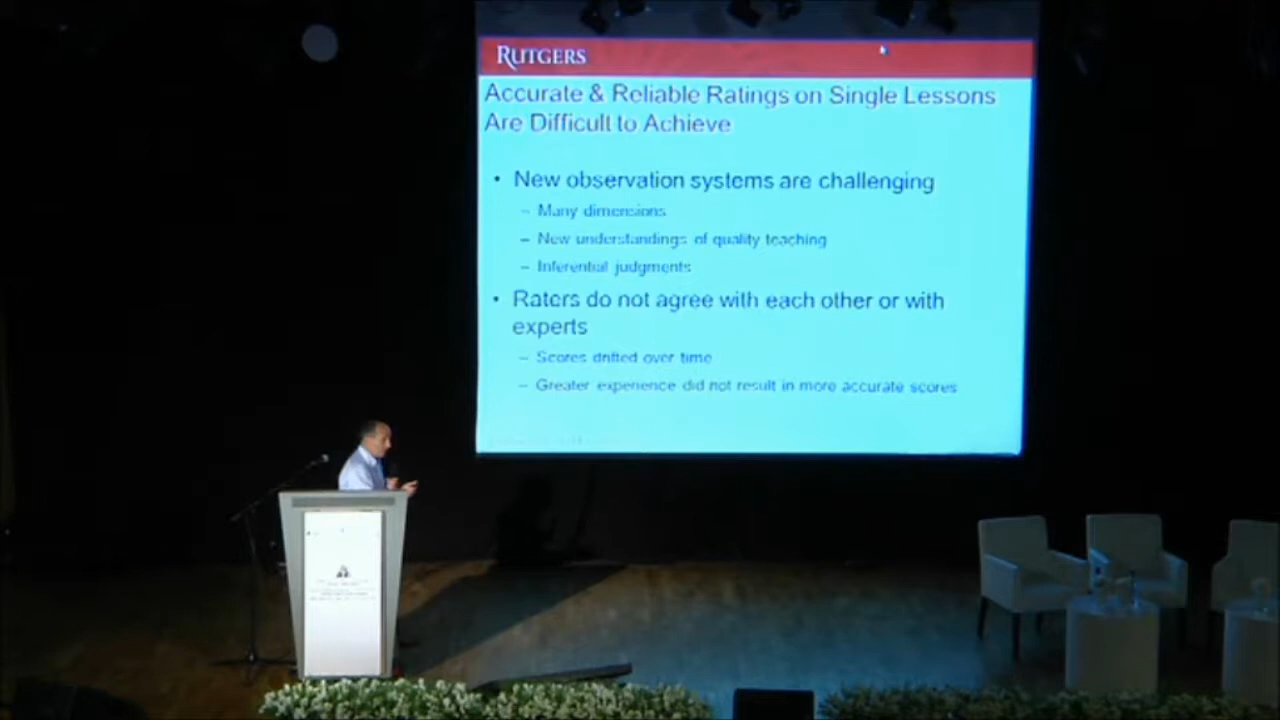 RUTGERS
Accurate & Reliable Ratings on Single Lessons
Are Difficult to Achieve
• New observation systems are challenging
– Many dimensions
– New understandings of quality teaching
– Inferential judgments
• Raters do not agree with each other or with
experts
– Scores drifted over time
– Greater experience did not result in more accurate scores